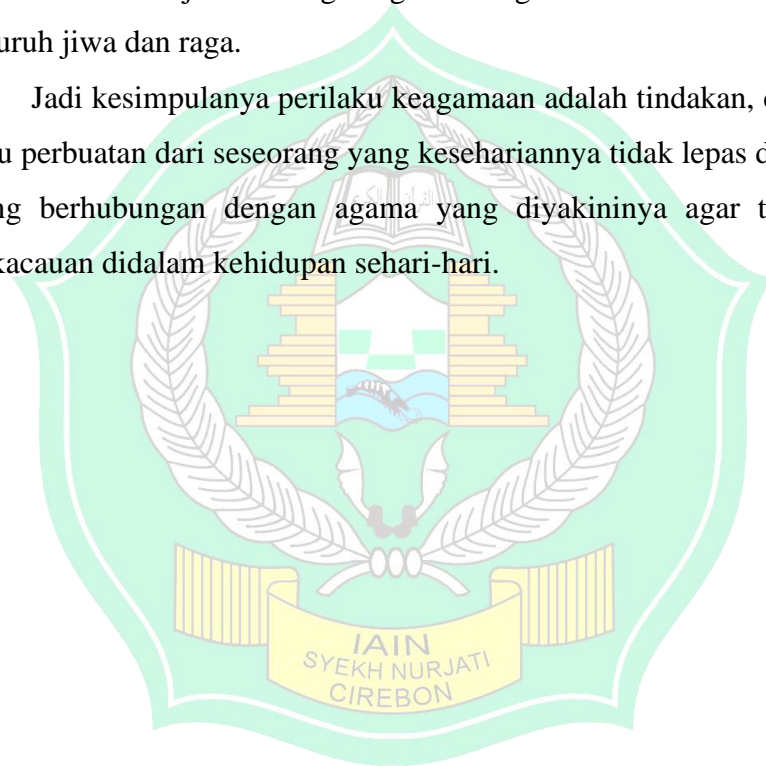 uruh jiwa dan raga.
Jadi kesimpulanya perilaku keagamaan adalah tindakan,
u perbuatan dari seseorang yang kesehariannya tidak lepas
ng berhubungan dengan agama yang diyakininya agar
kacauan didalam kehidupan sehari-hari.
IAIN
SYEKH NURJATI
CIREBON